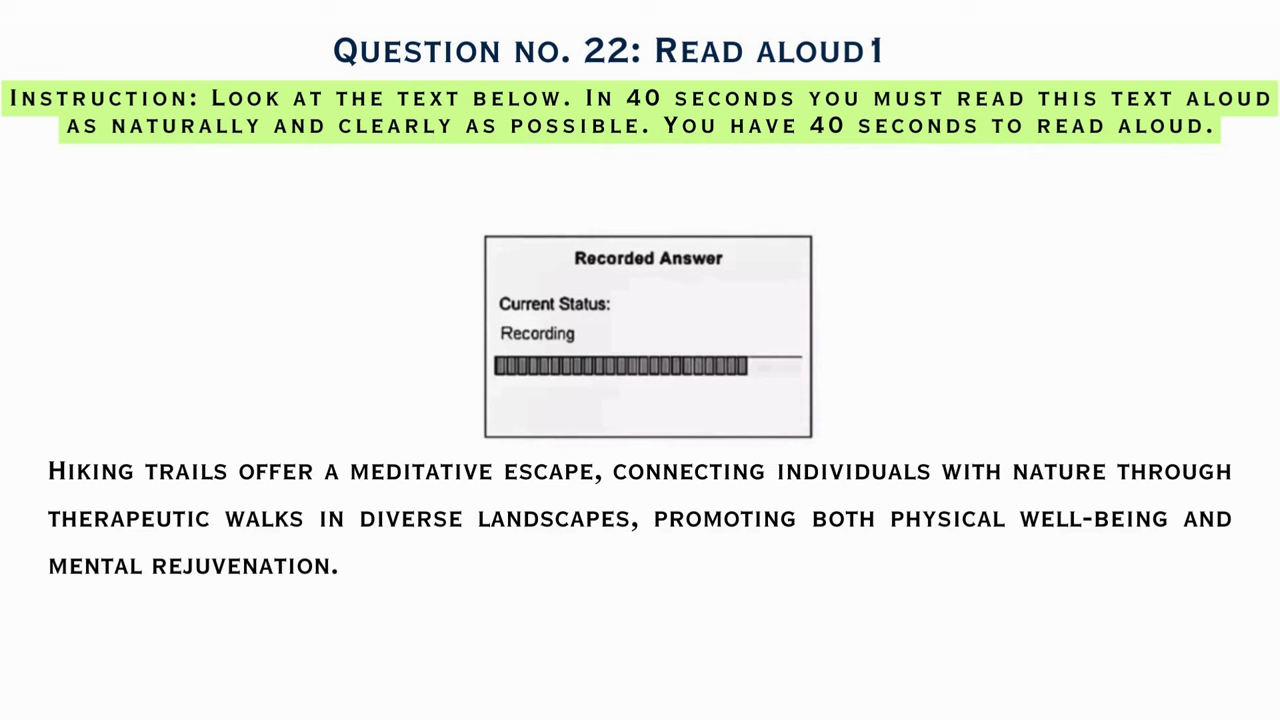 Question no. 22: Read aloud1
Instruction: Look at the text below. In 40 seconds you must read this text aloud
as naturally and clearly as possible. You have 40 seconds to read aloud.
Recorded Answer
Current Status:
Recording
Hiking trails offer a meditative escape, connecting individuals with nature through
therapeutic walks in diverse landscapes, promoting both physical well-being and
mental rejuvenation.